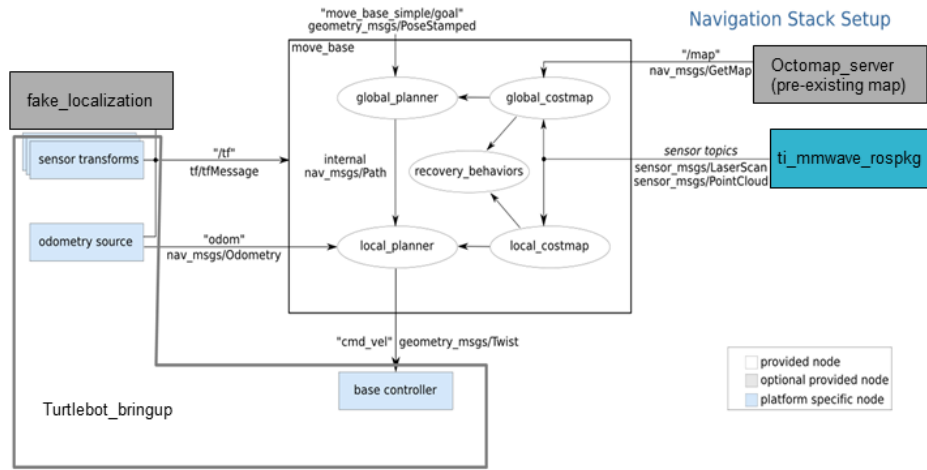 Navigation Stack Setup
"move_base_simple/goal"
geometry_msgs/PoseStamped
move_base
"/map"
nav_msgs/GetMap
Octomap_server
(pre-existing map)
fake_localization
global_planner
global_costmap
sensor transforms
"/tf"
tf/tfMessage
internal
nav_msgs/Path
recovery_behaviors
sensor topics
sensor_msgs/LaserScan
sensor_msgs/PointCloud
ti_mmwave_rospkg
odometry source
"odom"
nav_msgs/Odometry
local_planner
local_costmap
"cmd_vel" geometry_msgs/Twist
base controller
Turtlebot_bringup
provided node
optional provided node
platform specific node